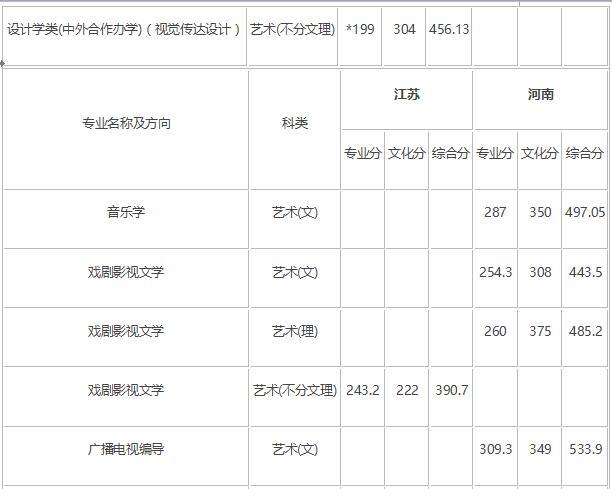 设计学类(中外合作办学)（视觉传达设计） 艺术(不分文理) *199 304 456.13
专业名称及方向 科类 江苏 河南
专业分 文化分 综合分 专业分 文化分 综合分
音乐学 艺术(文) 287 350 497.05
戏剧影视文学 艺术(文) 254.3 308 443.5
戏剧影视文学 艺术(理) 260 375 485.2
戏剧影视文学 艺术(不分文理) 243.2 222 390.7
广播电视编导 艺术(文) 309.3 349 533.9